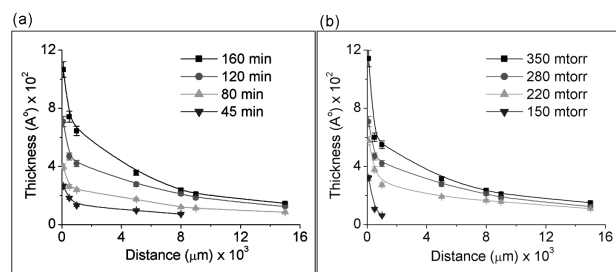 (a)
Thickness (A°) x 10²
12
8
4
0
160 min
120 min
80 min
45 min
0 4 8 12 16
Distance (μm) × 10³
(b)
Thickness (A°) x 10²
12
8
4
0
350 mtorr
280 mtorr
220 mtorr
150 mtorr
0 4 8 12 16
Distance (μm) × 10³